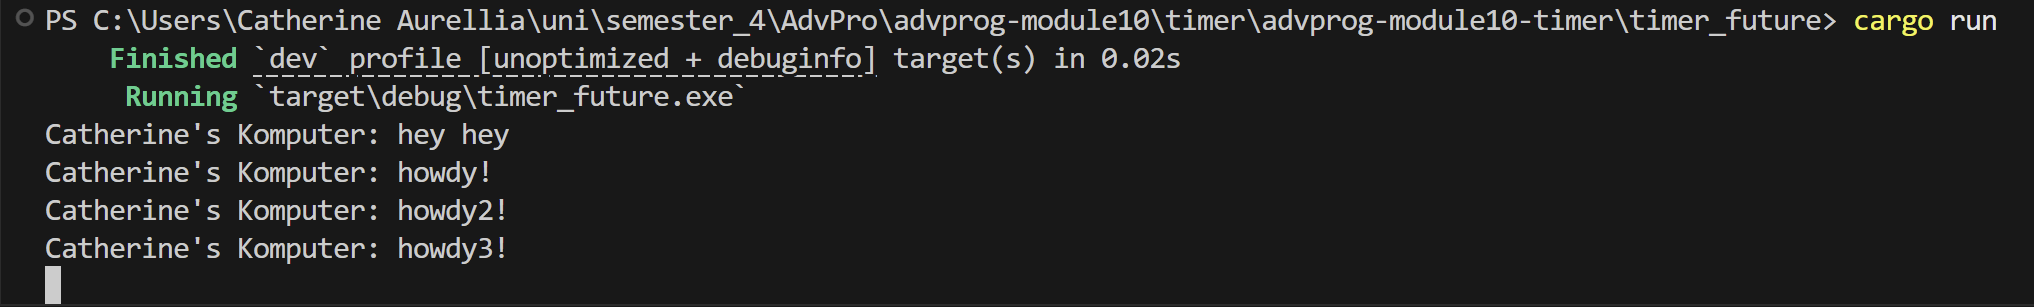 PS C:\Users\Catherine Aurellia\uni\semester_4\AdvPro\advprog-module10\timer\advprog-module10-timer\timer_future> cargo run
Finished `dev` profile [unoptimized + debuginfo] target(s) in 0.02s
Running `target\debug\timer_future.exe`
Catherine's Komputer: hey hey
Catherine's Komputer: howdy!
Catherine's Komputer: howdy2!
Catherine's Komputer: howdy3!